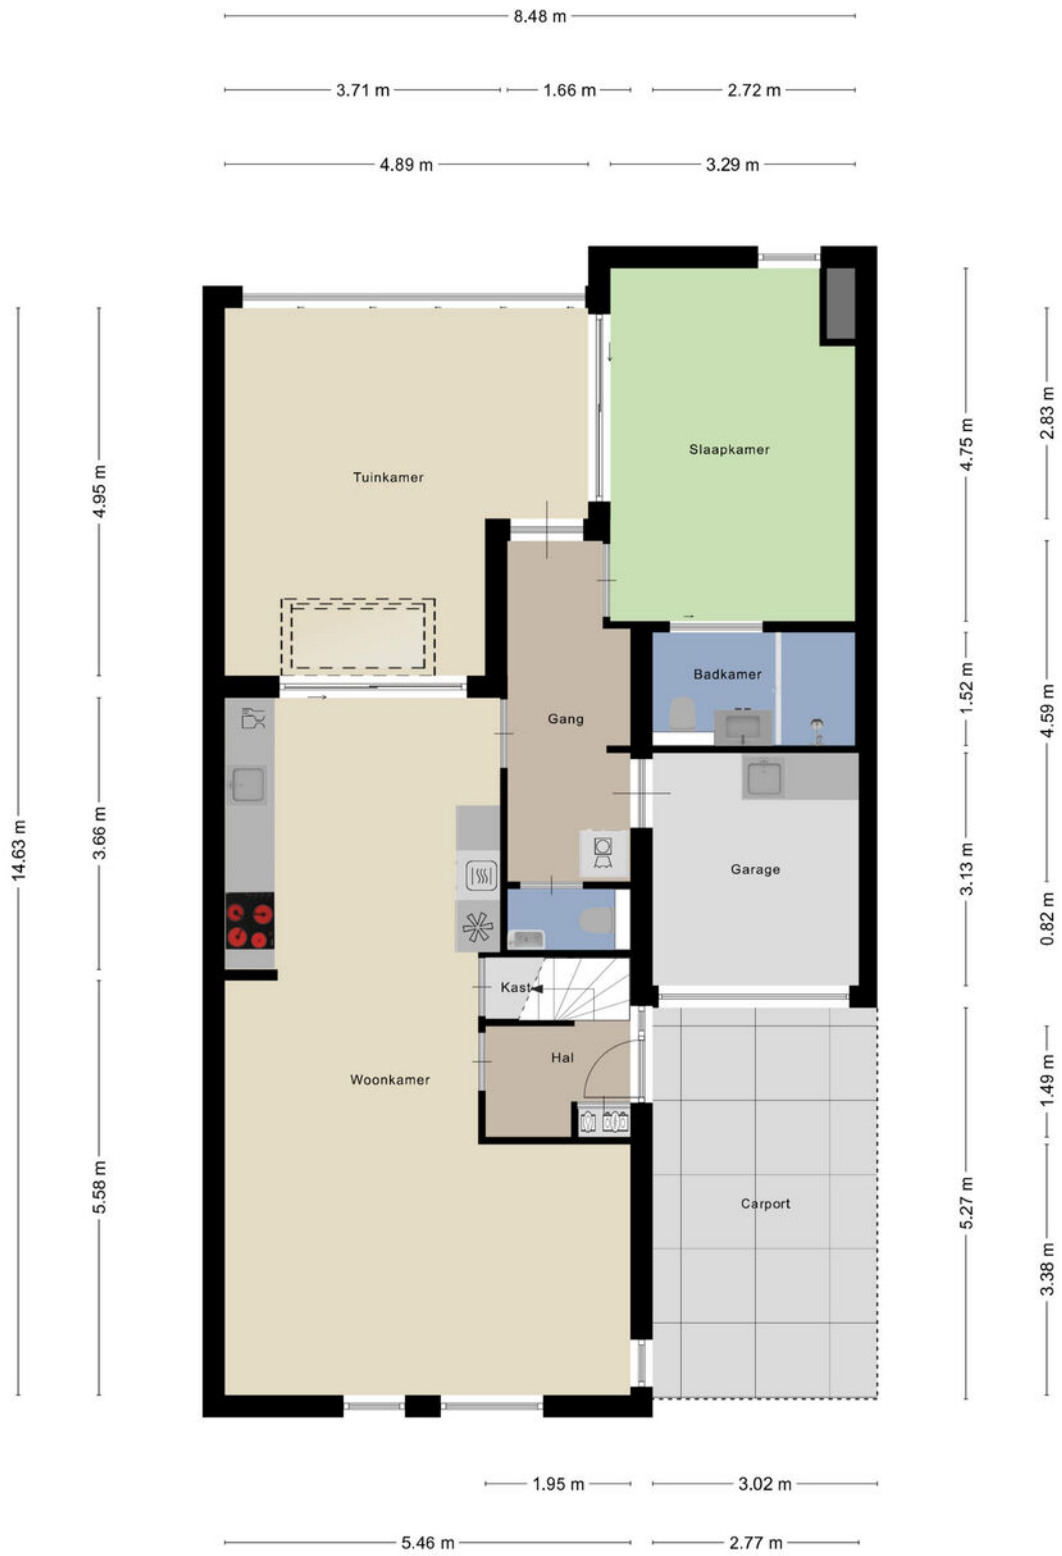 8.48 m
3.71 m
1.66 m
2.72 m
4.89 m
3.29 m
14.63 m
4.95 m
3.66 m
5.58 m
Tuinkamer
Slaapkamer
Badkamer
Gang
Garage
Kast
Hal
Woonkamer
Carport
4.75 m
1.52 m
3.13 m
5.27 m
2.83 m
4.59 m
0.82 m
1.49 m
3.38 m
1.95 m
3.02 m
5.46 m
2.77 m